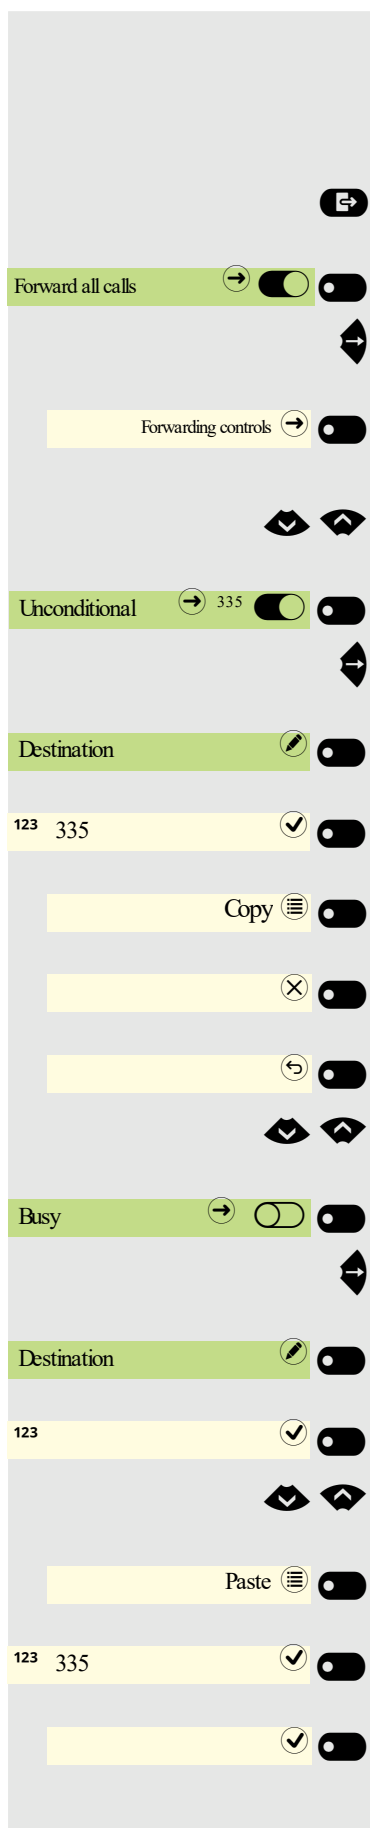 Forward all calls
Forwarding controls
Unconditional 335
Destination
123 335
Copy
Busy
Destination
123
Paste
123 335